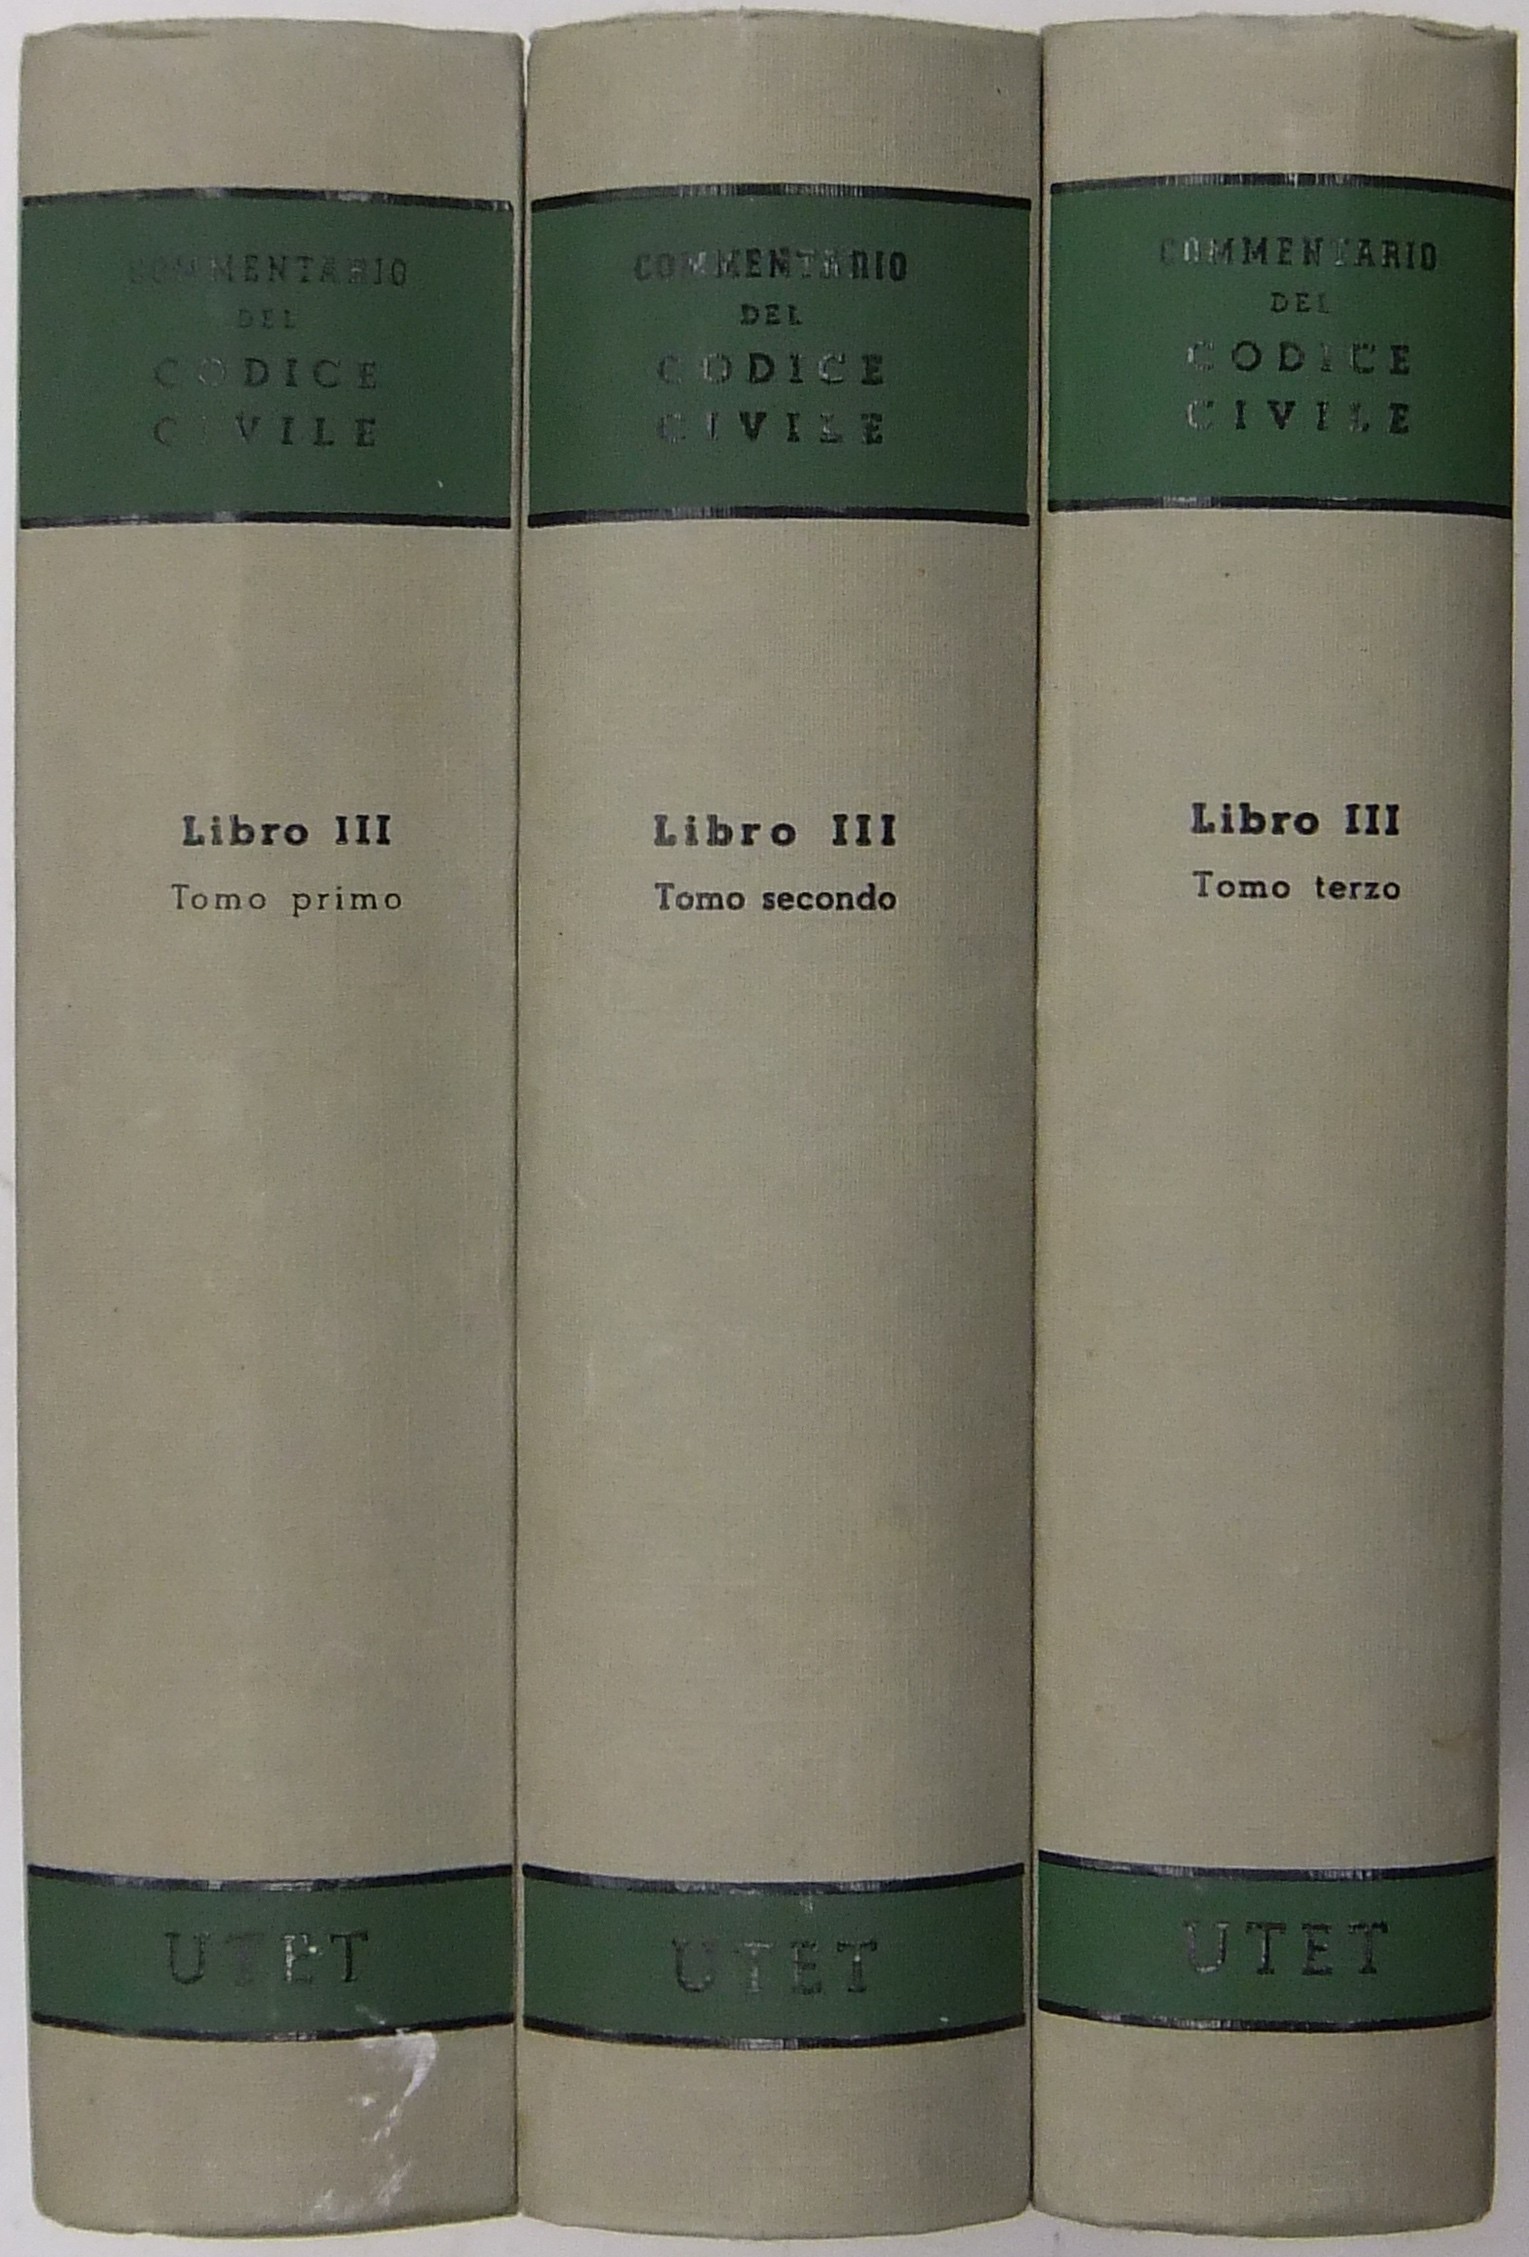 COMMENTARIO
DEL
CODICE
CIVILE
Libro III
Tomo primo
UTET
COMMENTARIO
DEL
CODICE
CIVILE
Libro III
Tomo secondo
UTET
COMMENTARIO
DEL
CODICE
CIVILE
Libro III
Tomo terzo
UTET